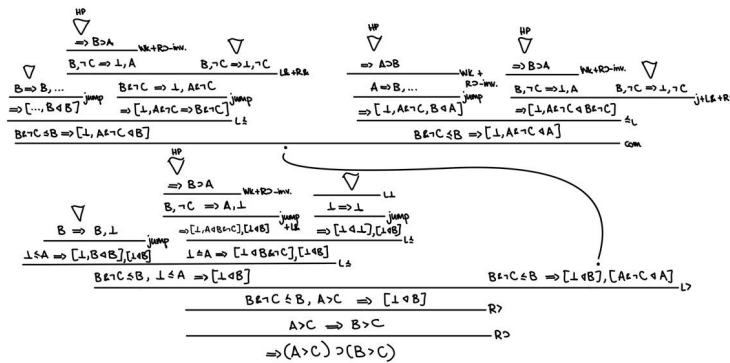 HP
⇒ B⊃A Wk+R⊃-inv.
B⇒B,... B,¬C ⇒ ⊥,A B,¬C ⇒ ⊥,¬C L&+R&
jump B&¬C ⇒ ⊥, A&¬C jump
⇒[..., B◁B] ⇒[⊥,A&¬C ⇒ B&¬C] L≤
B&¬C≤B ⇒ [⊥, A&¬C ◁B]
HP HP
⇒ A⊃B Wk + R⊃-inv. ⇒B⊃A Wk+R⊃-inv.
A⇒B,... jump B,¬C ⇒ ⊥,A B,¬C ⇒ ⊥,¬C j+L&+R
⇒[⊥,A&¬C,B◁A] ⇒[⊥,A&¬C ◁ B&¬C] ≤L
B&¬C ≤B ⇒ [⊥,A&¬C ◁A]
com
HP
⇒ B⊃A Wk+R⊃-inv. L⊥
B ⇒ B,⊥ B,¬C ⇒ A,⊥ jump +L& ⊥⇒⊥ jump
jump ⇒[⊥,A◁B&¬C],[⊥◁B] ⇒[⊥◁⊥],[⊥◁B] L≤
⊥≤A ⇒ [⊥,B◁B],[⊥◁B] ⊥≤A ⇒ [⊥◁B&¬C],[⊥◁B] L≤
B&¬C≤B, ⊥≤A ⇒[⊥◁B] B&¬C≤B ⇒[⊥◁B],[A&¬C◁A] L>
B&¬C ≤B, A>C ⇒ [⊥◁B] R>
A>C ⇒ B>C R⊃
⇒(A>C) ⊃(B>C)